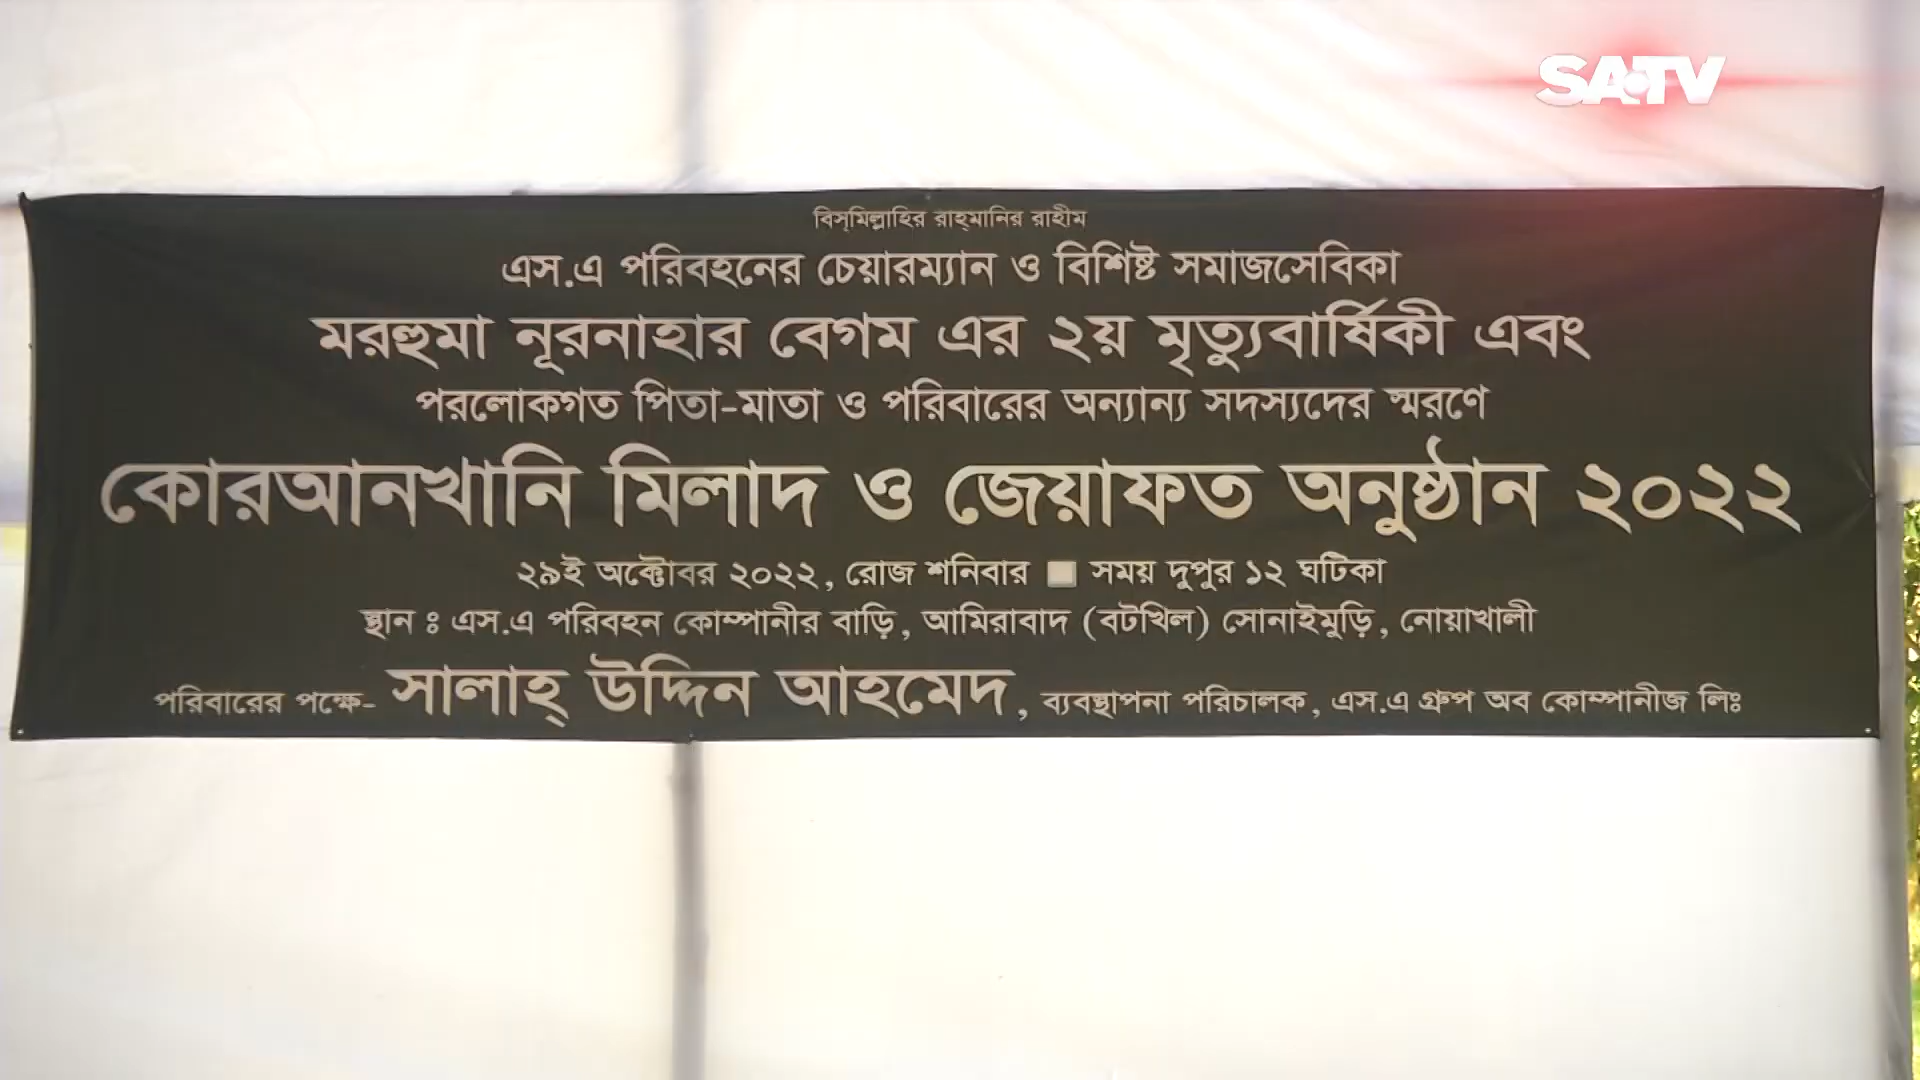 SATV
বিস্‌মিল্লাহির রাহ্‌মানির রাহীম
এস.এ পরিবহনের চেয়ারম্যান ও বিশিষ্ট সমাজসেবিকা
মরহুমা নূরনাহার বেগম এর ২য় মৃত্যুবার্ষিকী এবং
পরলোকগত পিতা-মাতা ও পরিবারের অন্যান্য সদস্যদের স্মরণে
কোরআনখানি মিলাদ ও জেয়াফত অনুষ্ঠান ২০২২
২৯ই অক্টোবর ২০২২, রোজ শনিবার ■ সময় দুপুর ১২ ঘটিকা
স্থান ঃ এস.এ পরিবহন কোম্পানীর বাড়ি, আমিরাবাদ (বটখিল) সোনাইমুড়ি, নোয়াখালী
পরিবারের পক্ষে- সালাহ্ উদ্দিন আহমেদ, ব্যবস্থাপনা পরিচালক, এস.এ গ্রুপ অব কোম্পানীজ লিঃ